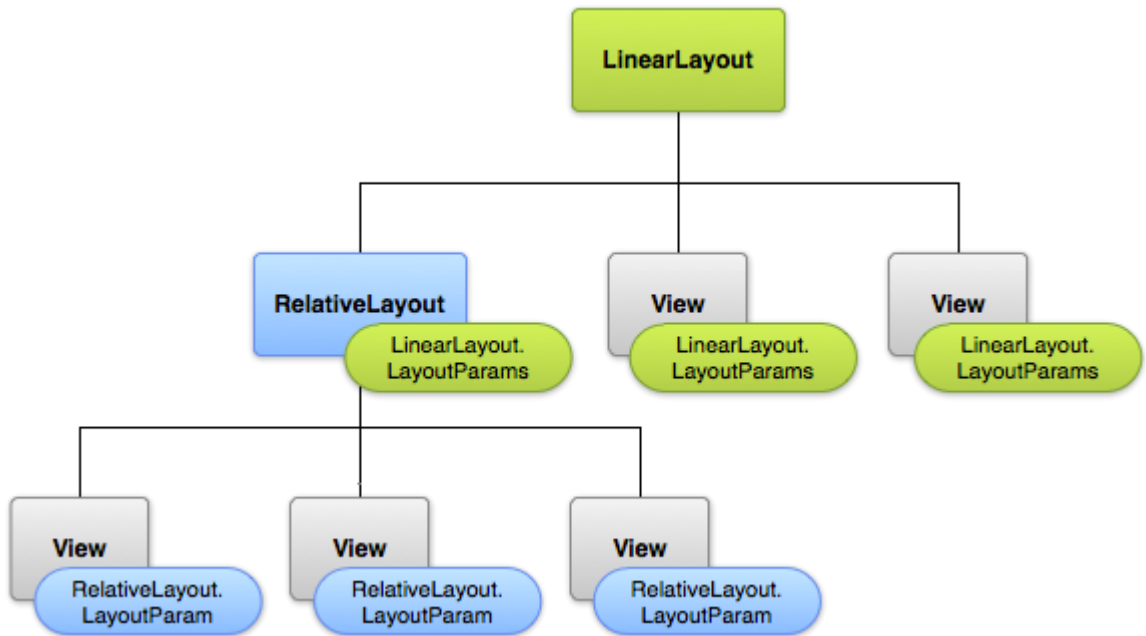 LinearLayout
RelativeLayout
LinearLayout.
LayoutParams
View
LinearLayout.
LayoutParams
View
LinearLayout.
LayoutParams
View
RelativeLayout.
LayoutParam
View
RelativeLayout.
LayoutParam
View
RelativeLayout.
LayoutParam